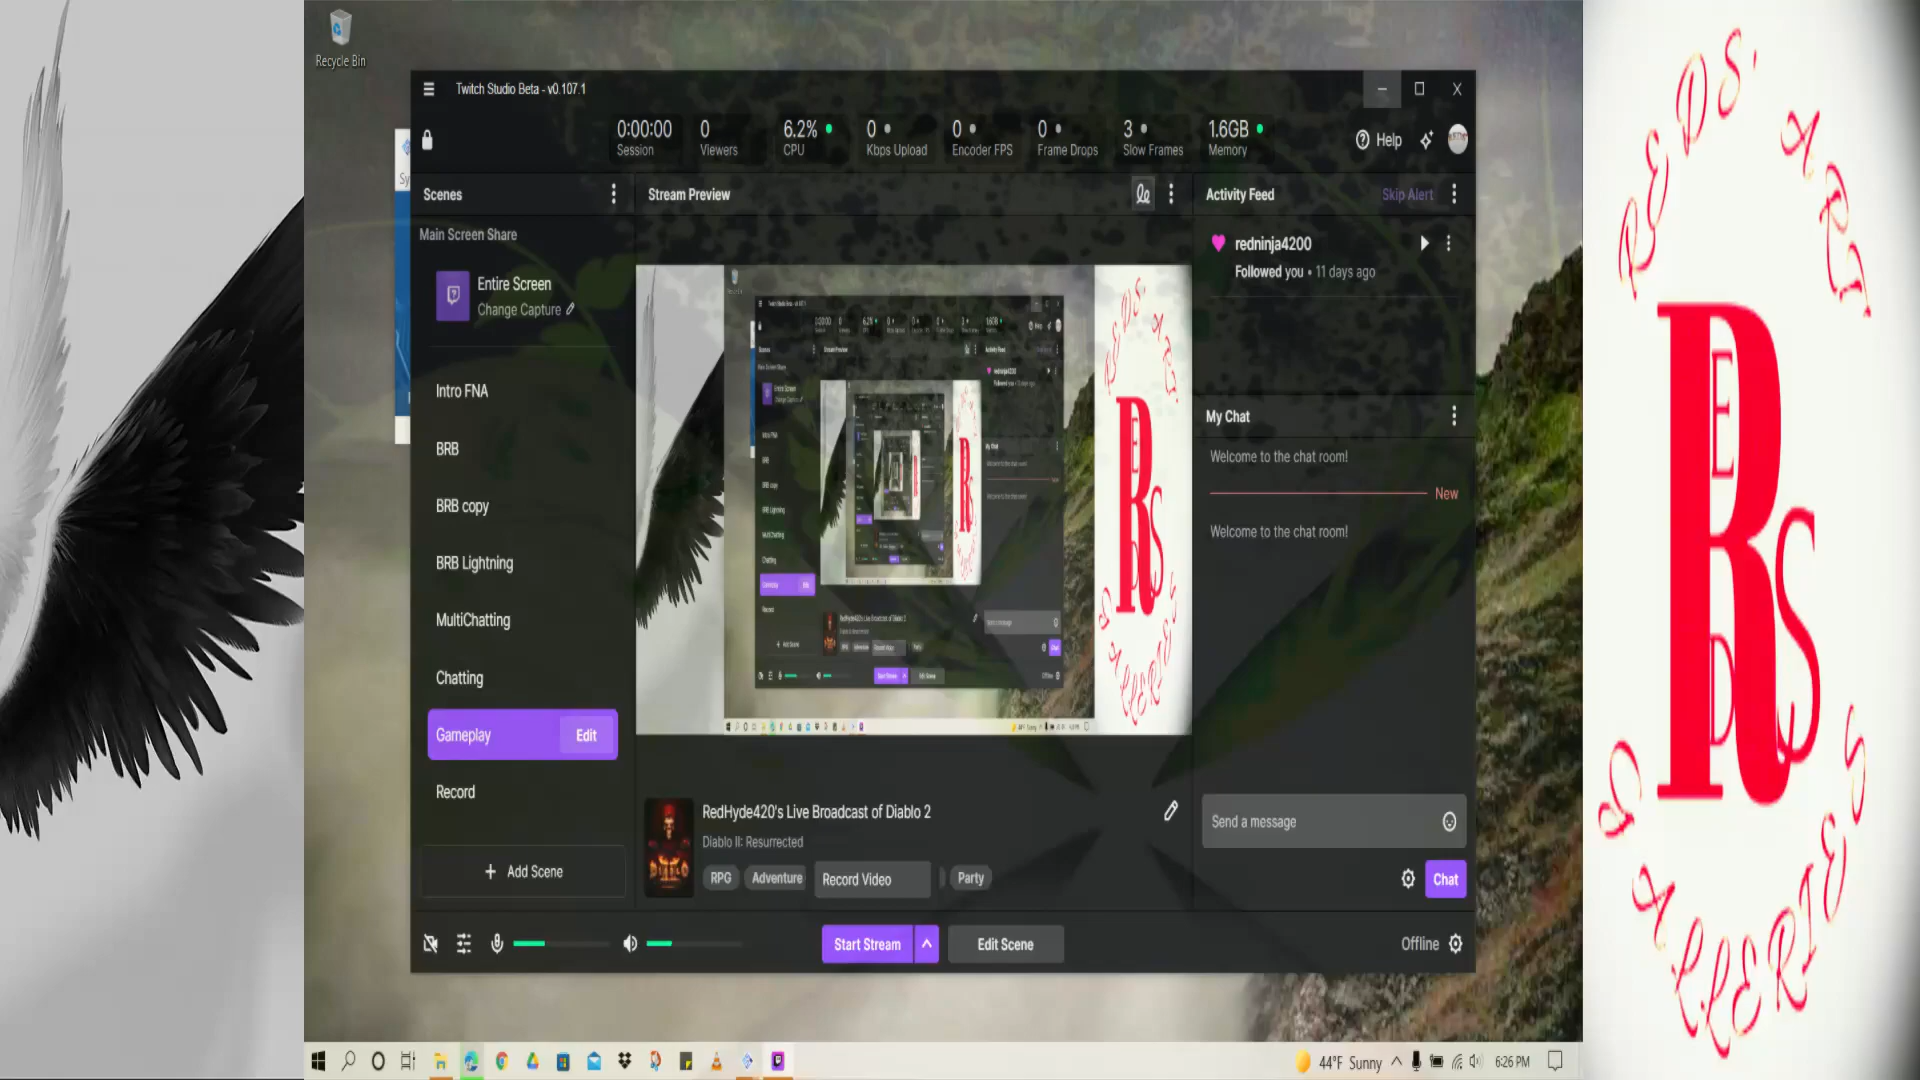 Recycle Bin
Twitch Studio Beta - v0.107.1
0:00:00
Session
0
Viewers
6.2%
CPU
0
Kbps Upload
0
Encoder FPS
0
Frame Drops
3
Slow Frames
1.6GB
Memory
Help
Scenes
Main Screen Share
Entire Screen
Change Capture
Intro FNA
BRB
BRB copy
BRB Lightning
MultiChatting
Chatting
Gameplay
Edit
Record
+ Add Scene
Stream Preview
RedHyde420's Live Broadcast of Diablo 2
Diablo II: Resurrected
RPG
Adventure
Record Video
Party
Start Stream
Edit Scene
Activity Feed
Skip Alert
redninja4200
Followed you • 11 days ago
My Chat
Welcome to the chat room!
New
Welcome to the chat room!
Send a message
Chat
Offline
44°F Sunny
6:26 PM
REDS' ART
REDS
GALLERIES